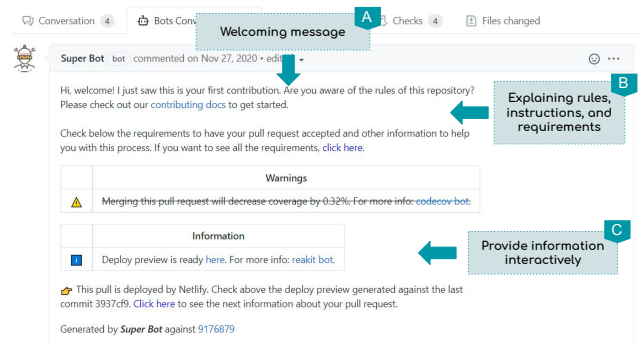 Conversation 4
Bots Conv
Checks 4
Files changed
A
Welcoming message
Super Bot bot commented on Nov 27, 2020 • edit
Hi, welcome! I just saw this is your first contribution. Are you aware of the rules of this repository?
Please check out our contributing docs to get started.
B
Explaining rules,
instructions, and
requirements
Check below the requirements to have your pull request accepted and other information to help
you with this process. If you want to see all the requirements, click here.
Warnings
Merging this pull request will decrease coverage by 0.32%. For more info: codecov bot.
Information
Deploy preview is ready here. For more info: reakit bot.
C
Provide information
interactively
This pull is deployed by Netlify. Check above the deploy preview generated against the last
commit 3937cf9. Click here to see the next information about your pull request.
Generated by Super Bot against 9176879